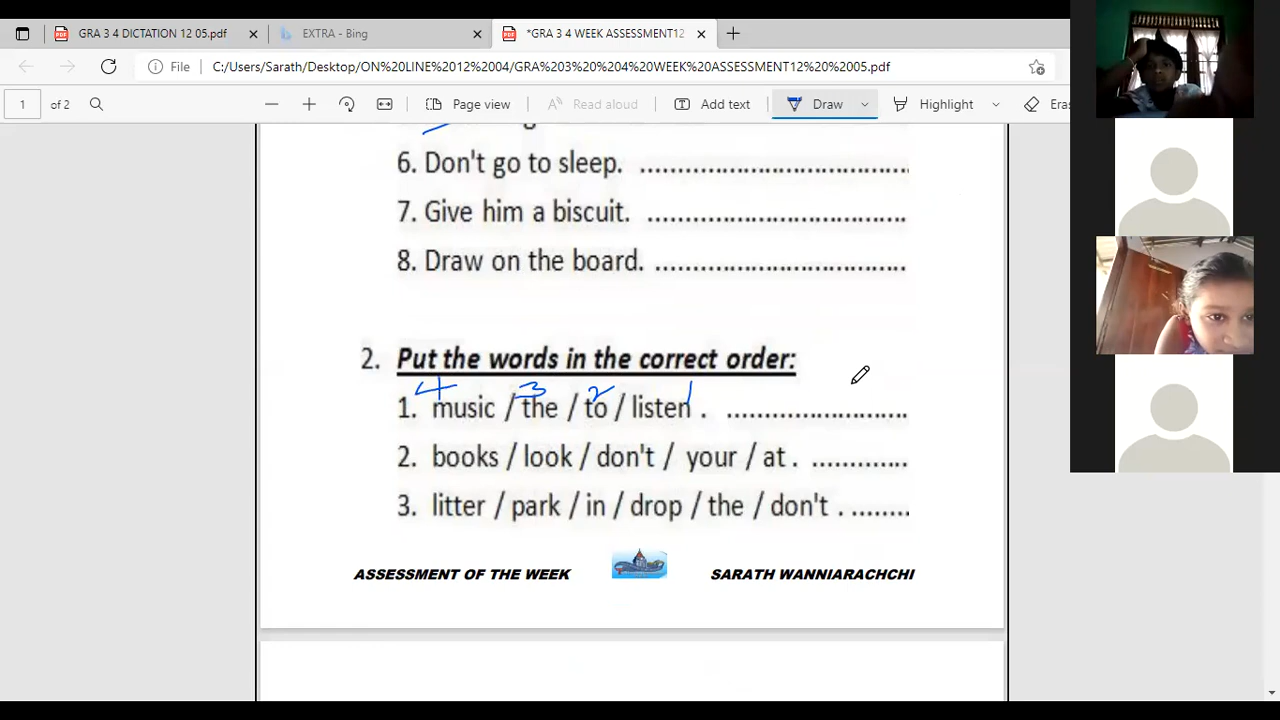 GRA 3 4 DICTATION 12 05.pdf
EXTRA - Bing
*GRA 3 4 WEEK ASSESSMENT12
File C:/Users/Sarath/Desktop/ON%20LINE%2012%2004/GRA%203%20%204%20WEEK%20ASSESSMENT12%20%2005.pdf
1 of 2 Page view Read aloud Add text Draw Highlight Eras
6. Don't go to sleep. ........................................
7. Give him a biscuit. ......................................
8. Draw on the board. .....................................
2. Put the words in the correct order:
4 3 2 1
1. music / the / to / listen . ...........................
2. books / look / don't / your / at . .............
3. litter / park / in / drop / the / don't . ........
ASSESSMENT OF THE WEEK SARATH WANNIARACHCHI